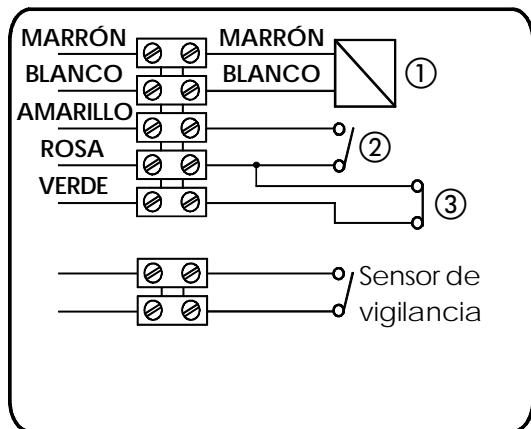 MARRÓN MARRÓN
BLANCO BLANCO ①
AMARILLO
ROSA ②
VERDE ③
Sensor de
vigilancia